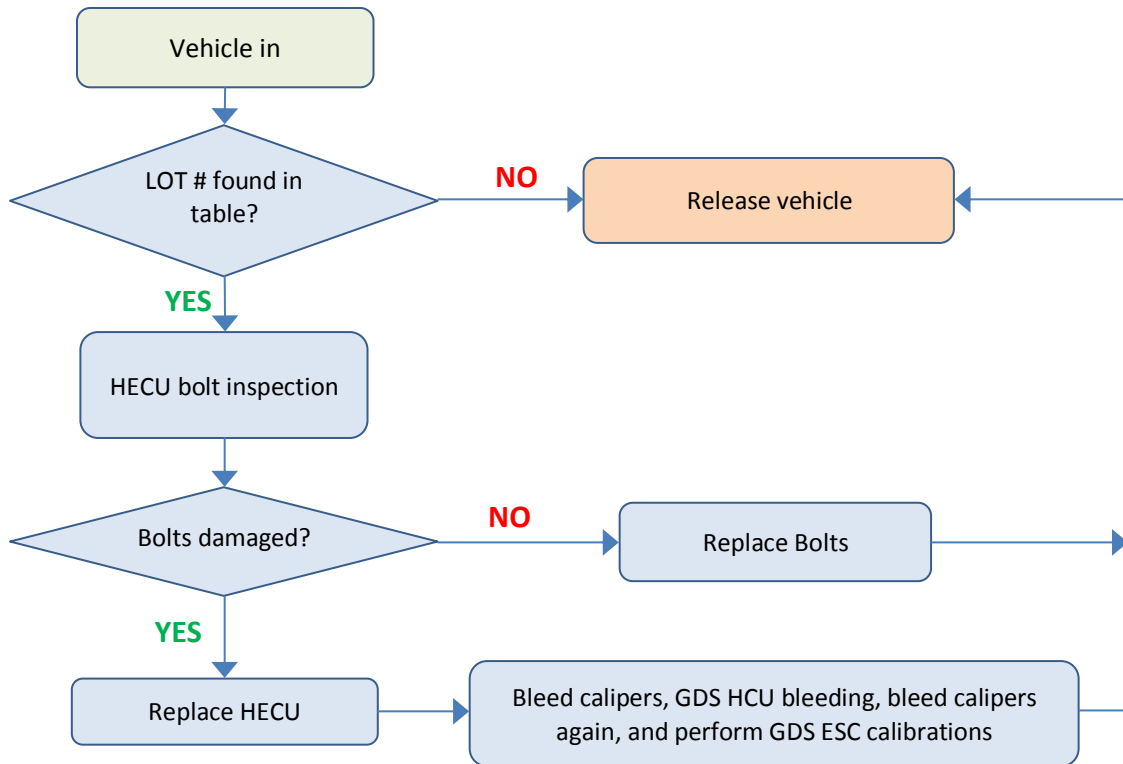 Vehicle in
LOT # found in
table?
NO
Release vehicle
YES
HECU bolt inspection
Bolts damaged?
NO
Replace Bolts
YES
Replace HECU
Bleed calipers, GDS HCU bleeding, bleed calipers
again, and perform GDS ESC calibrations